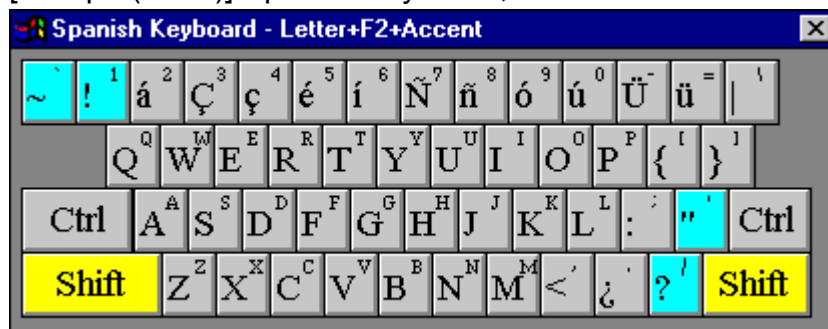 Spanish Keyboard - Letter+F2+Accent
~ ` ! 1 á 2 Ç 3 ç 4 é 5 í 6 Ñ 7 ñ 8 ó 9 ú 0 Ü - ü = | \
Q Q W W E E R R T T Y Y U U I I O O P P { [ } ]
Ctrl A A S S D D F F G G H H J J K K L L : ; " ' Ctrl
Shift Z Z X X C C V V B B N N M M < , ¿ . ? / Shift